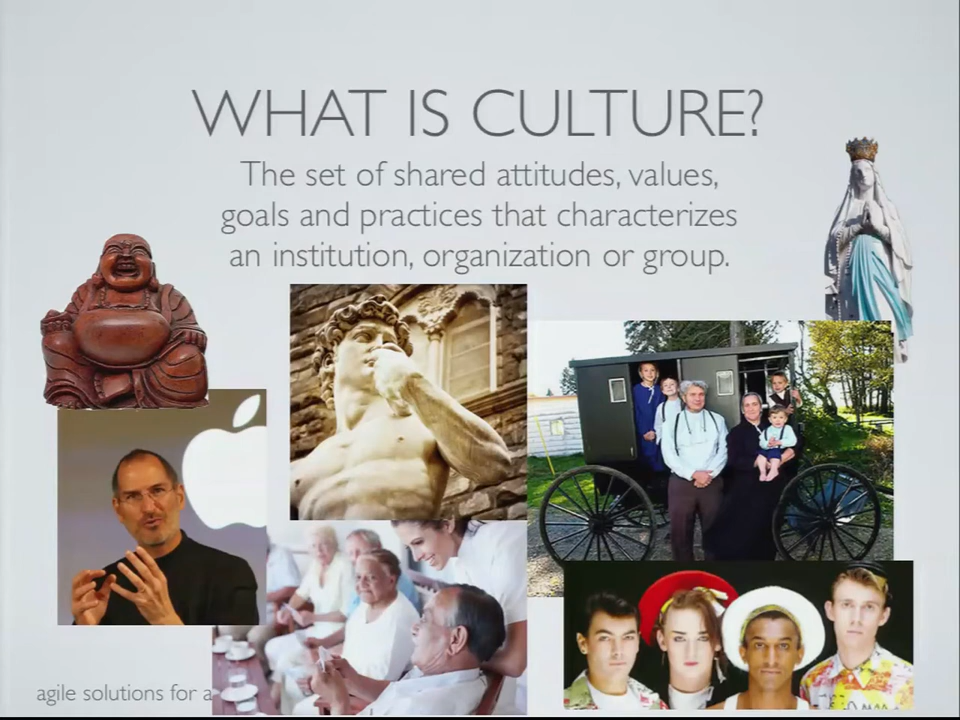 WHAT IS CULTURE?
The set of shared attitudes, values,
goals and practices that characterizes
an institution, organization or group.
agile solutions for a